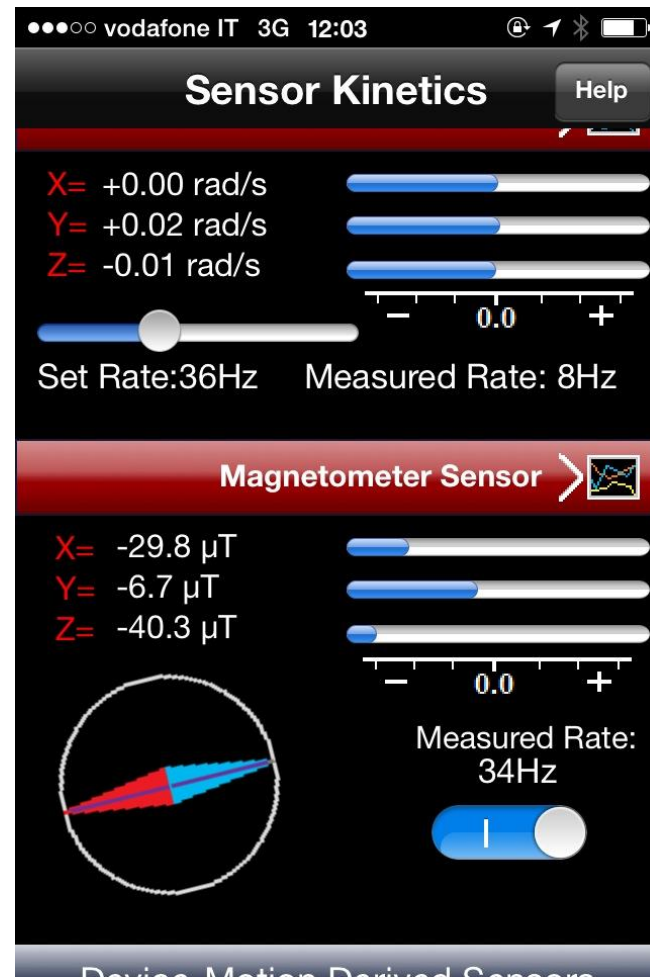 vodafone IT 3G 12:03
Sensor Kinetics Help
X= +0.00 rad/s
Y= +0.02 rad/s
Z= -0.01 rad/s
− 0.0 +
Set Rate:36Hz Measured Rate: 8Hz
Magnetometer Sensor
X= -29.8 µT
Y= -6.7 µT
Z= -40.3 µT
− 0.0 +
Measured Rate:
34Hz
Device-Motion Derived Sensors